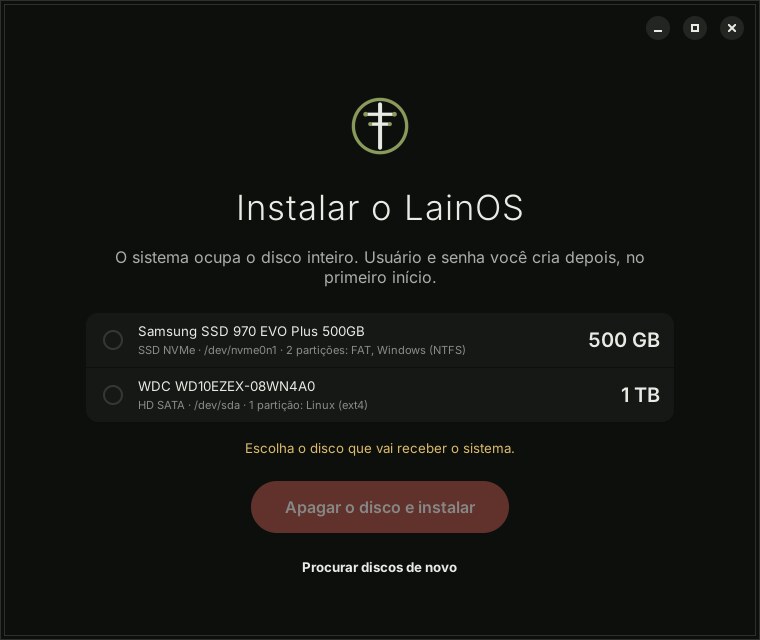 Instalar o LainOS
O sistema ocupa o disco inteiro. Usuário e senha você cria depois, no
primeiro início.
Samsung SSD 970 EVO Plus 500GB
500 GB
SSD NVMe · /dev/nvme0n1 · 2 partições: FAT, Windows (NTFS)
WDC WD10EZEX-08WN4A0
1 TB
HD SATA · /dev/sda · 1 partição: Linux (ext4)
Escolha o disco que vai receber o sistema.
Apagar o disco e instalar
Procurar discos de novo